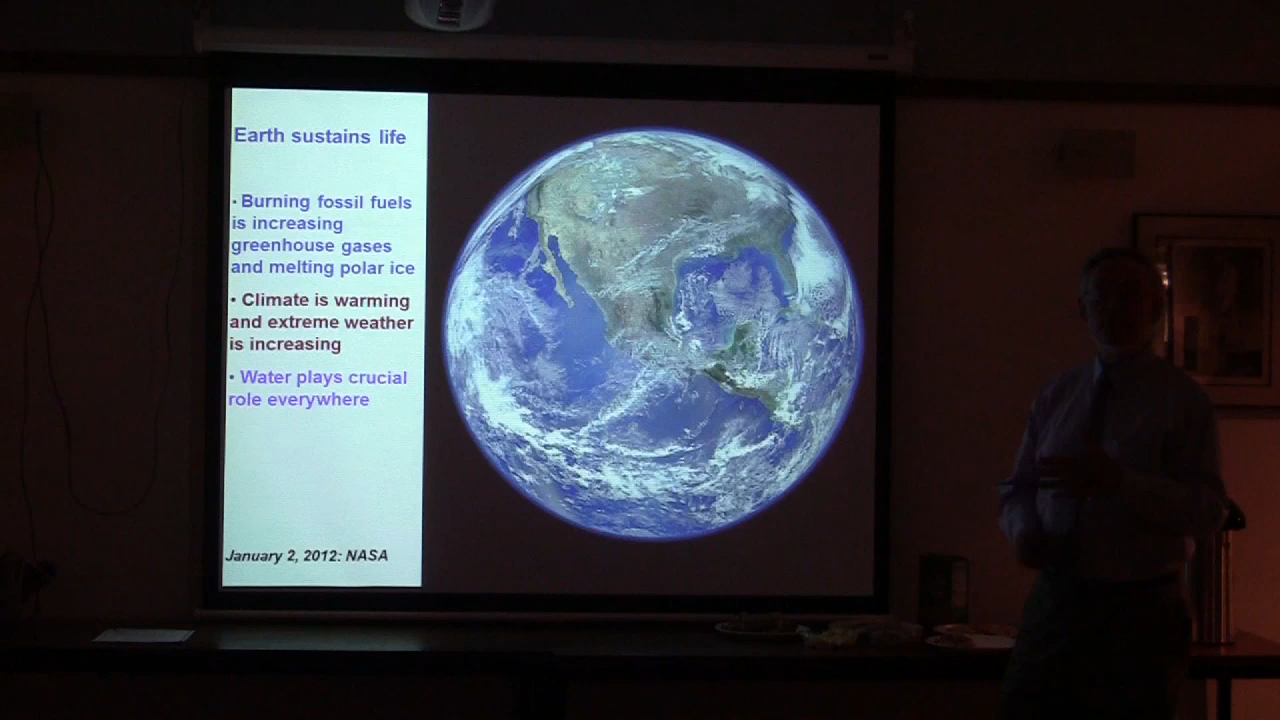 Earth sustains life
• Burning fossil fuels
is increasing
greenhouse gases
and melting polar ice
• Climate is warming
and extreme weather
is increasing
• Water plays crucial
role everywhere
January 2, 2012: NASA